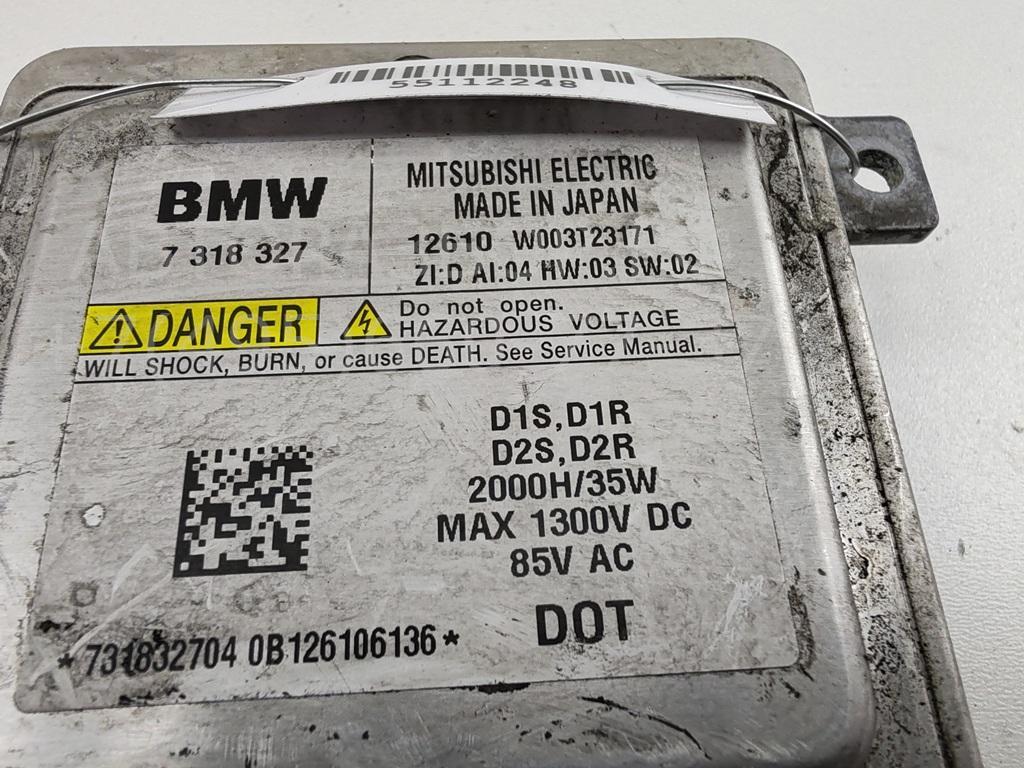 55112248
BMW
7 318 327
MITSUBISHI ELECTRIC
MADE IN JAPAN
12610 W003T23171
ZI:D AI:04 HW:03 SW:02
DANGER
Do not open.
HAZARDOUS VOLTAGE
WILL SHOCK, BURN, or cause DEATH. See Service Manual.
D1S,D1R
D2S,D2R
2000H/35W
MAX 1300V DC
85V AC
DOT
*731832704 0B126106136*